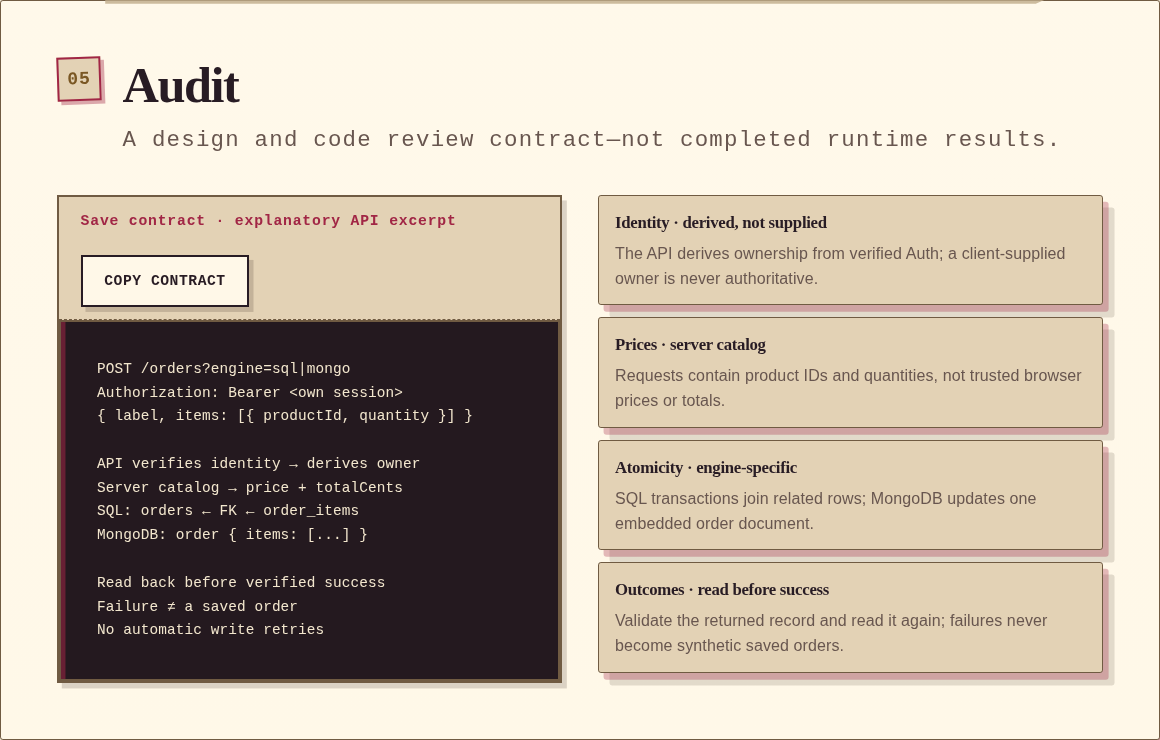 05
Audit
A design and code review contract—not completed runtime results.
Save contract · explanatory API excerpt
COPY CONTRACT
POST /orders?engine=sql|mongo
Authorization: Bearer <own session>
{ label, items: [{ productId, quantity }] }
API verifies identity → derives owner
Server catalog → price + totalCents
SQL: orders ← FK ← order_items
MongoDB: order { items: [...] }
Read back before verified success
Failure ≠ a saved order
No automatic write retries
Identity · derived, not supplied
The API derives ownership from verified Auth; a client-supplied
owner is never authoritative.
Prices · server catalog
Requests contain product IDs and quantities, not trusted browser
prices or totals.
Atomicity · engine-specific
SQL transactions join related rows; MongoDB updates one
embedded order document.
Outcomes · read before success
Validate the returned record and read it again; failures never
become synthetic saved orders.